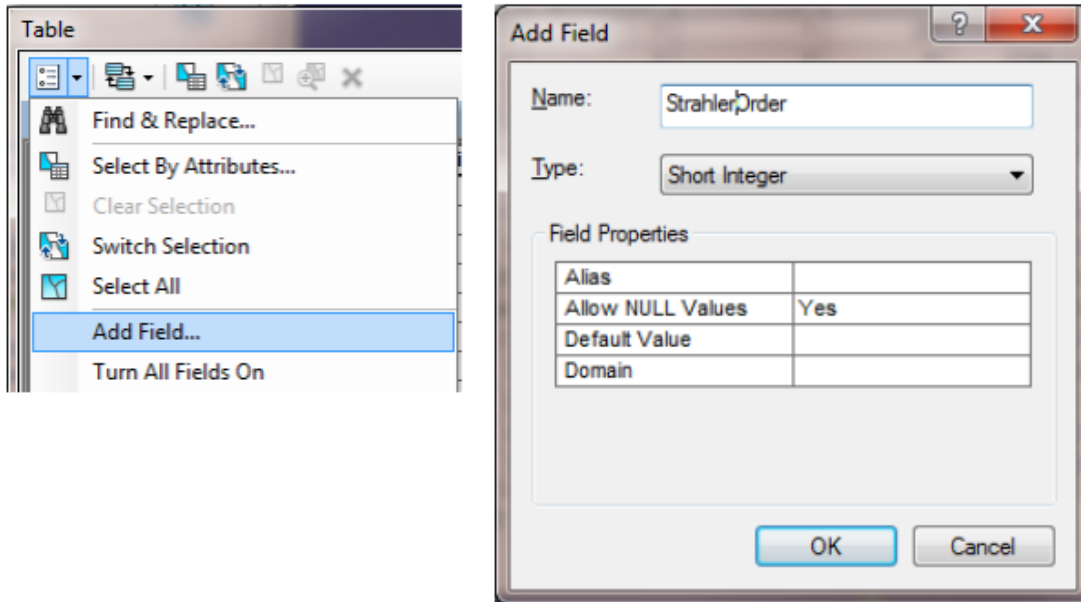 Table
Find & Replace...
Select By Attributes...
Clear Selection
Switch Selection
Select All
Add Field...
Turn All Fields On
Add Field
?
X
Name: StrahlerOrder
Type: Short Integer
Field Properties
Alias
Allow NULL Values Yes
Default Value
Domain
OK Cancel